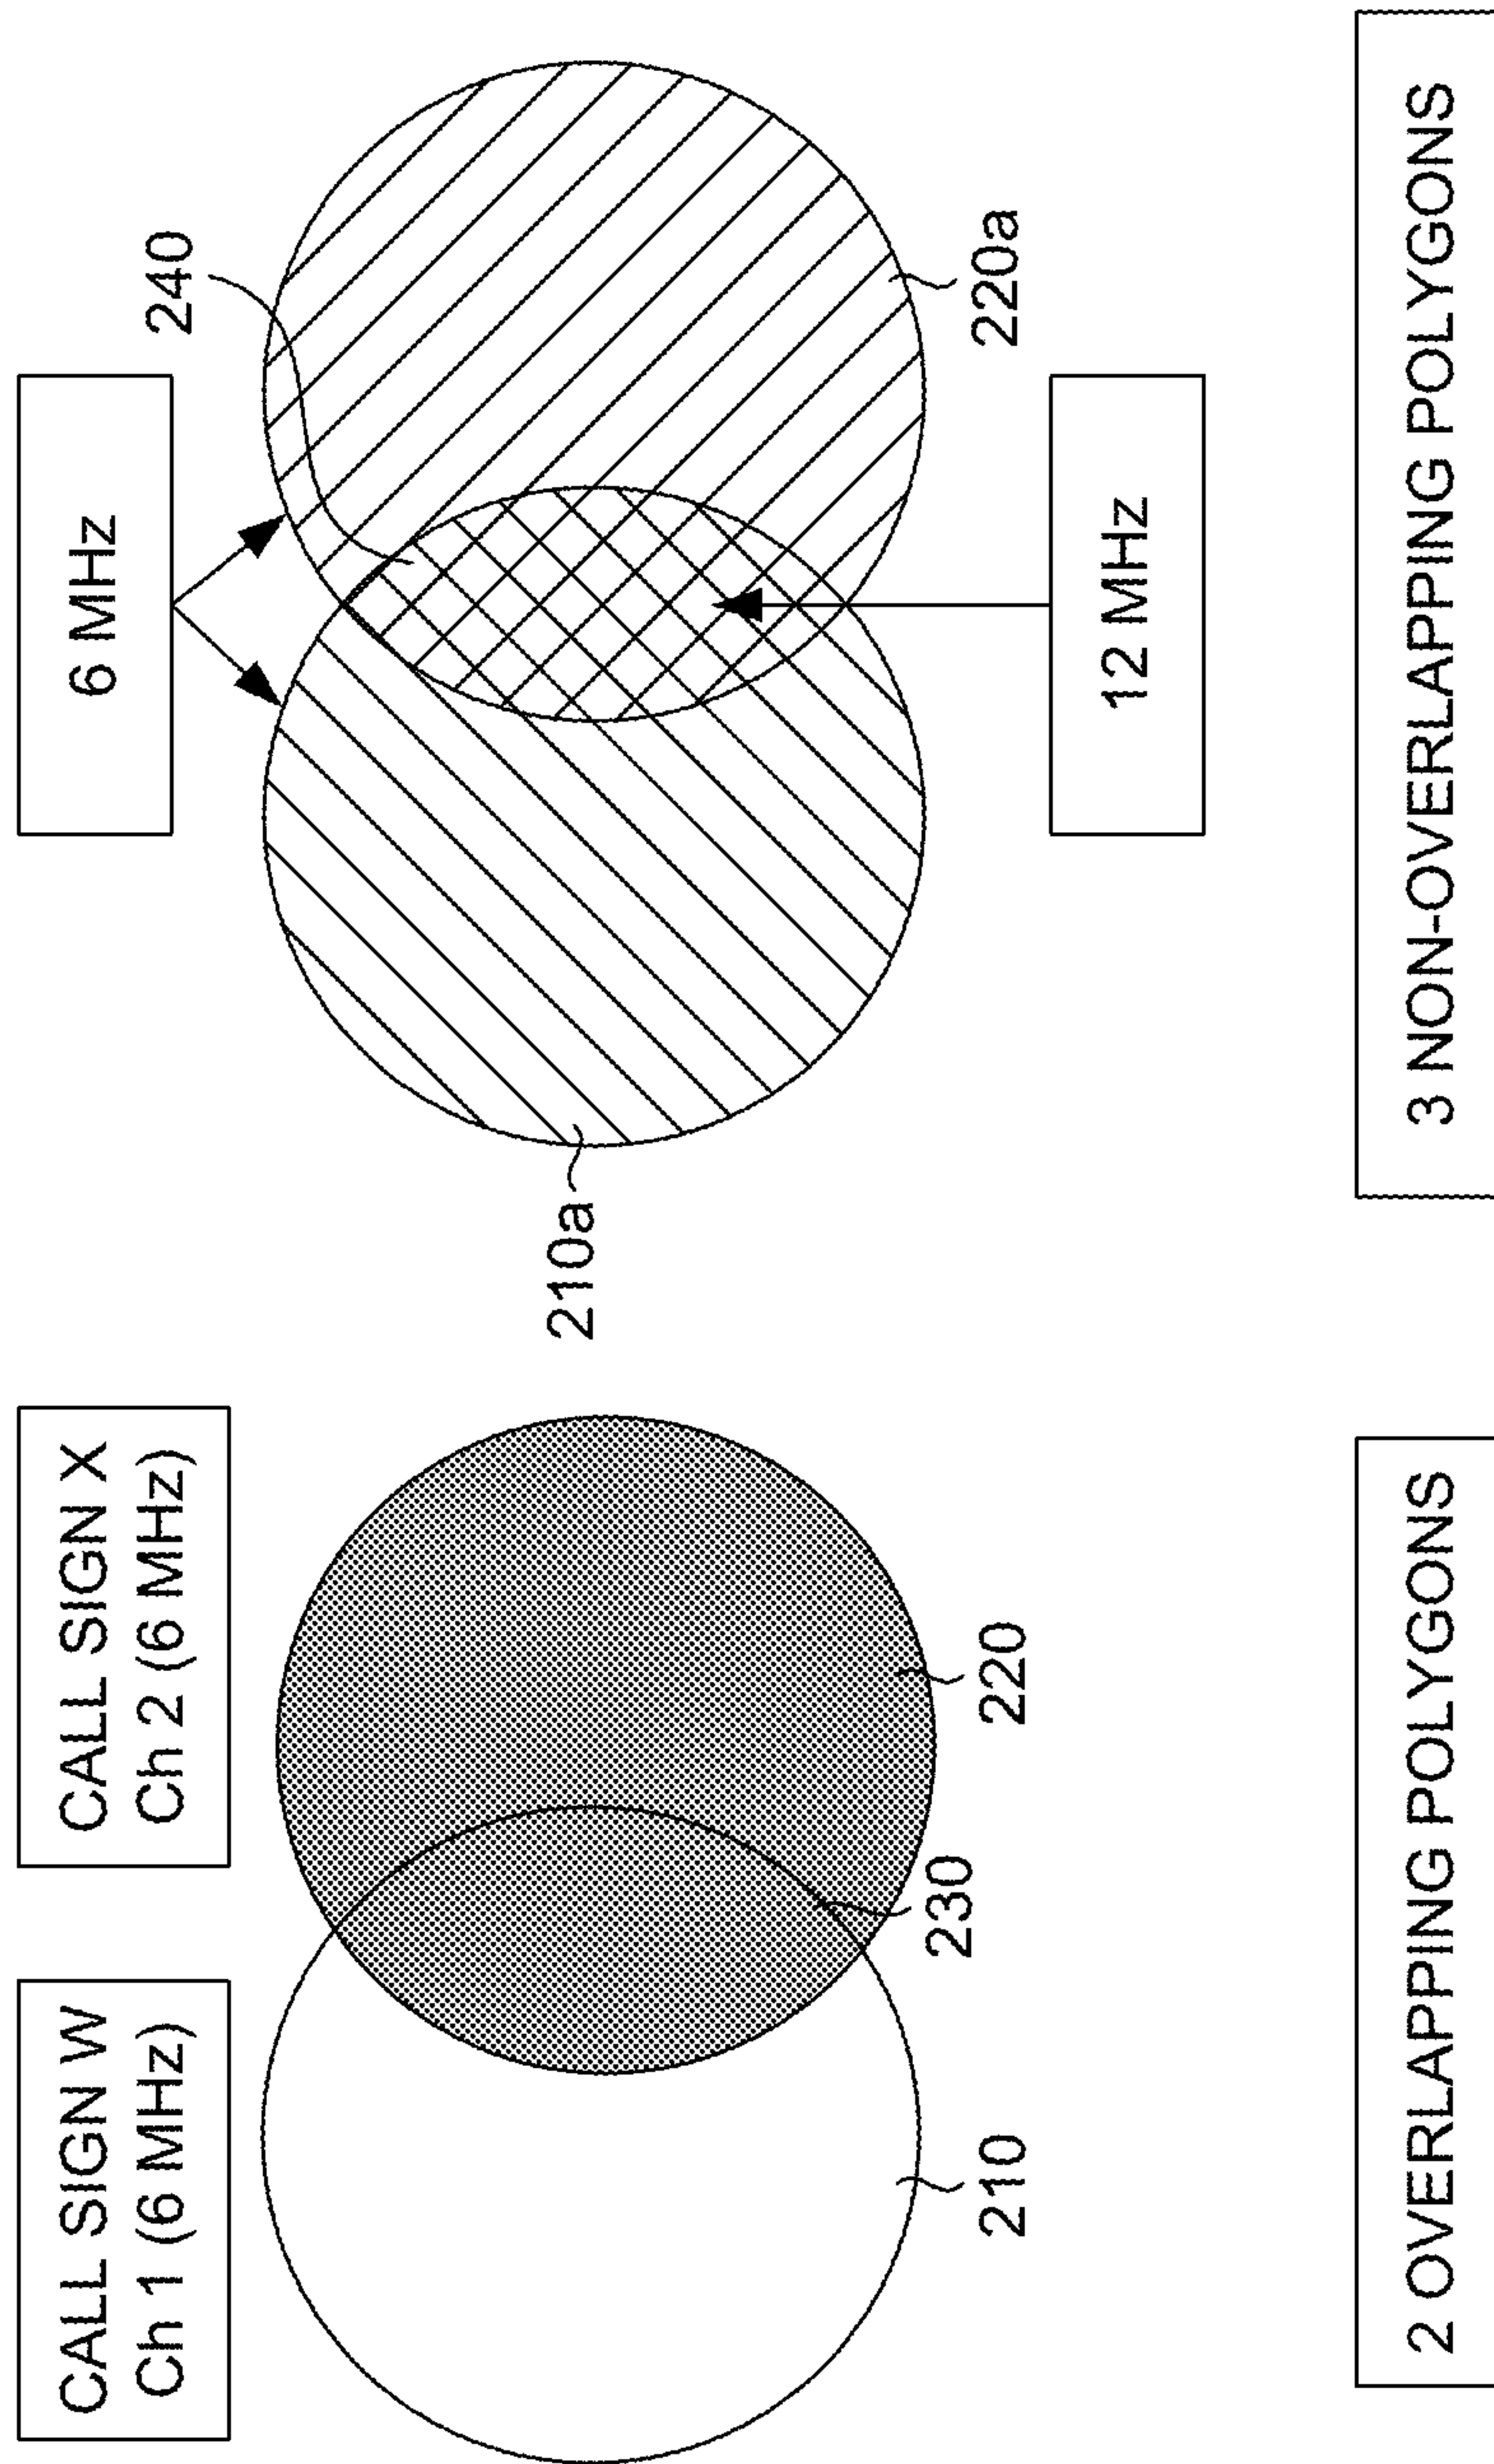 CALL SIGN W
Ch 1 (6 MHz)
CALL SIGN X
Ch 2 (6 MHz)
210
230
220
2 OVERLAPPING POLYGONS
6 MHz
240
210a
220a
12 MHz
3 NON-OVERLAPPING POLYGONS